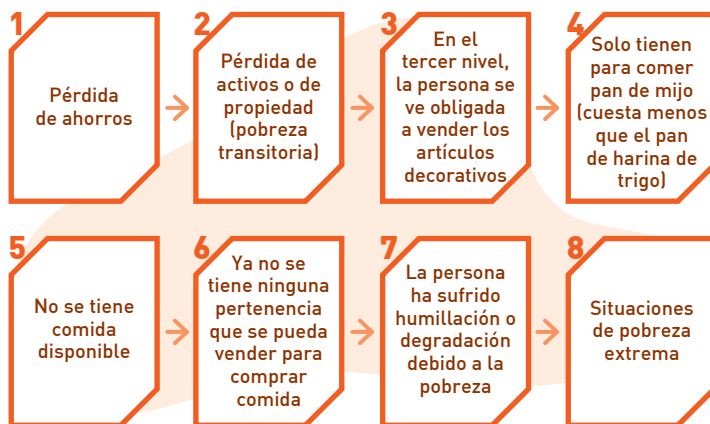 1
Pérdida
de ahorros
2
Pérdida de
activos o de
propiedad
(pobreza
transitoria)
3
En el
tercer nivel,
la persona se
ve obligada
a vender los
artículos
decorativos
4
Solo tienen
para comer
pan de mijo
(cuesta menos
que el pan
de harina de
trigo)
5
No se tiene
comida
disponible
6
Ya no se
tiene ninguna
pertenencia
que se pueda
vender para
comprar
comida
7
La persona
ha sufrido
humillación o
degradación
debido a la
pobreza
8
Situaciones
de pobreza
extrema